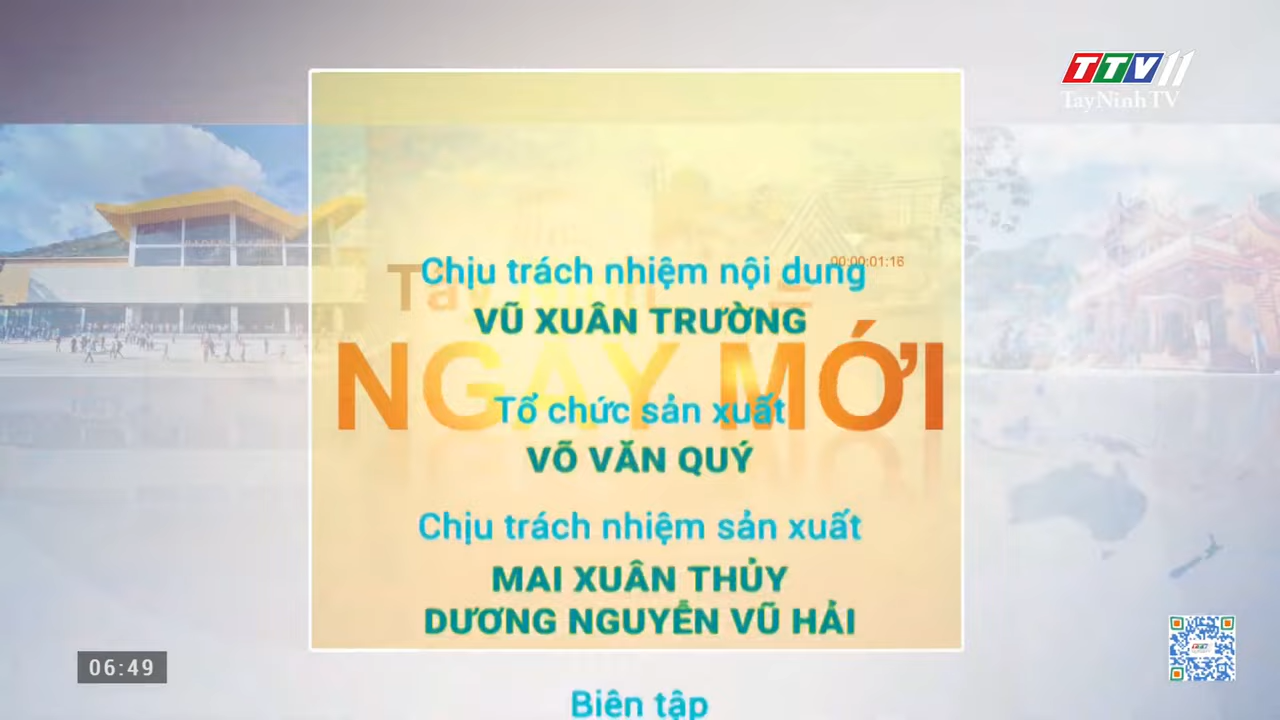 TTV11
TayNinhTV
Chịu trách nhiệm nội dung
00:00:01:16
Tây
VŨ XUÂN TRƯỜNG
NGÀY MỚI
Tổ chức sản xuất
VÕ VĂN QUÝ
Chịu trách nhiệm sản xuất
MAI XUÂN THỦY
DƯƠNG NGUYỄN VŨ HẢI
06:49
Biên tập